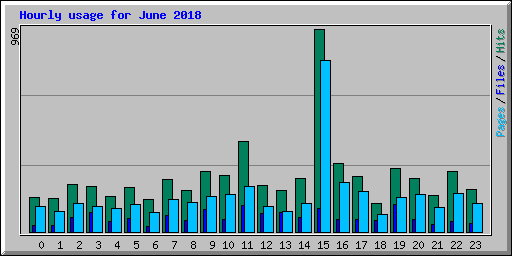 Hourly usage for June 2018
969
Pages / Files / Hits
0 1 2 3 4 5 6 7 8 9 10 11 12 13 14 15 16 17 18 19 20 21 22 23